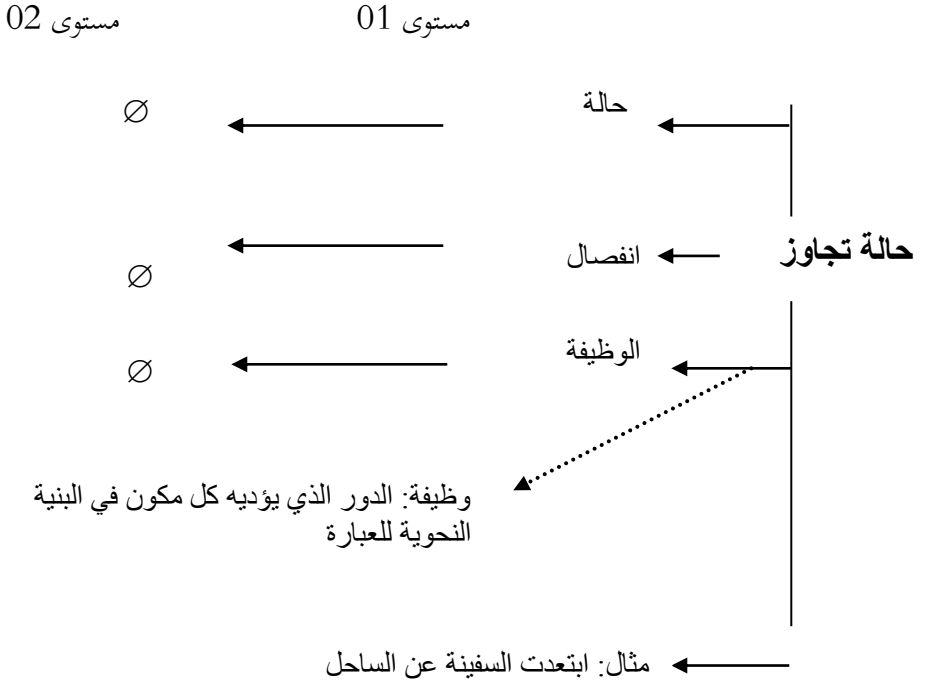 مستوى 01 مستوى 02
حالة ∅
حالة تجاوز
انفصال ∅
الوظيفة ∅
وظيفة: الدور الذي يؤديه كل مكون في البنية
النحوية للعبارة
مثال: ابتعدت السفينة عن الساحل